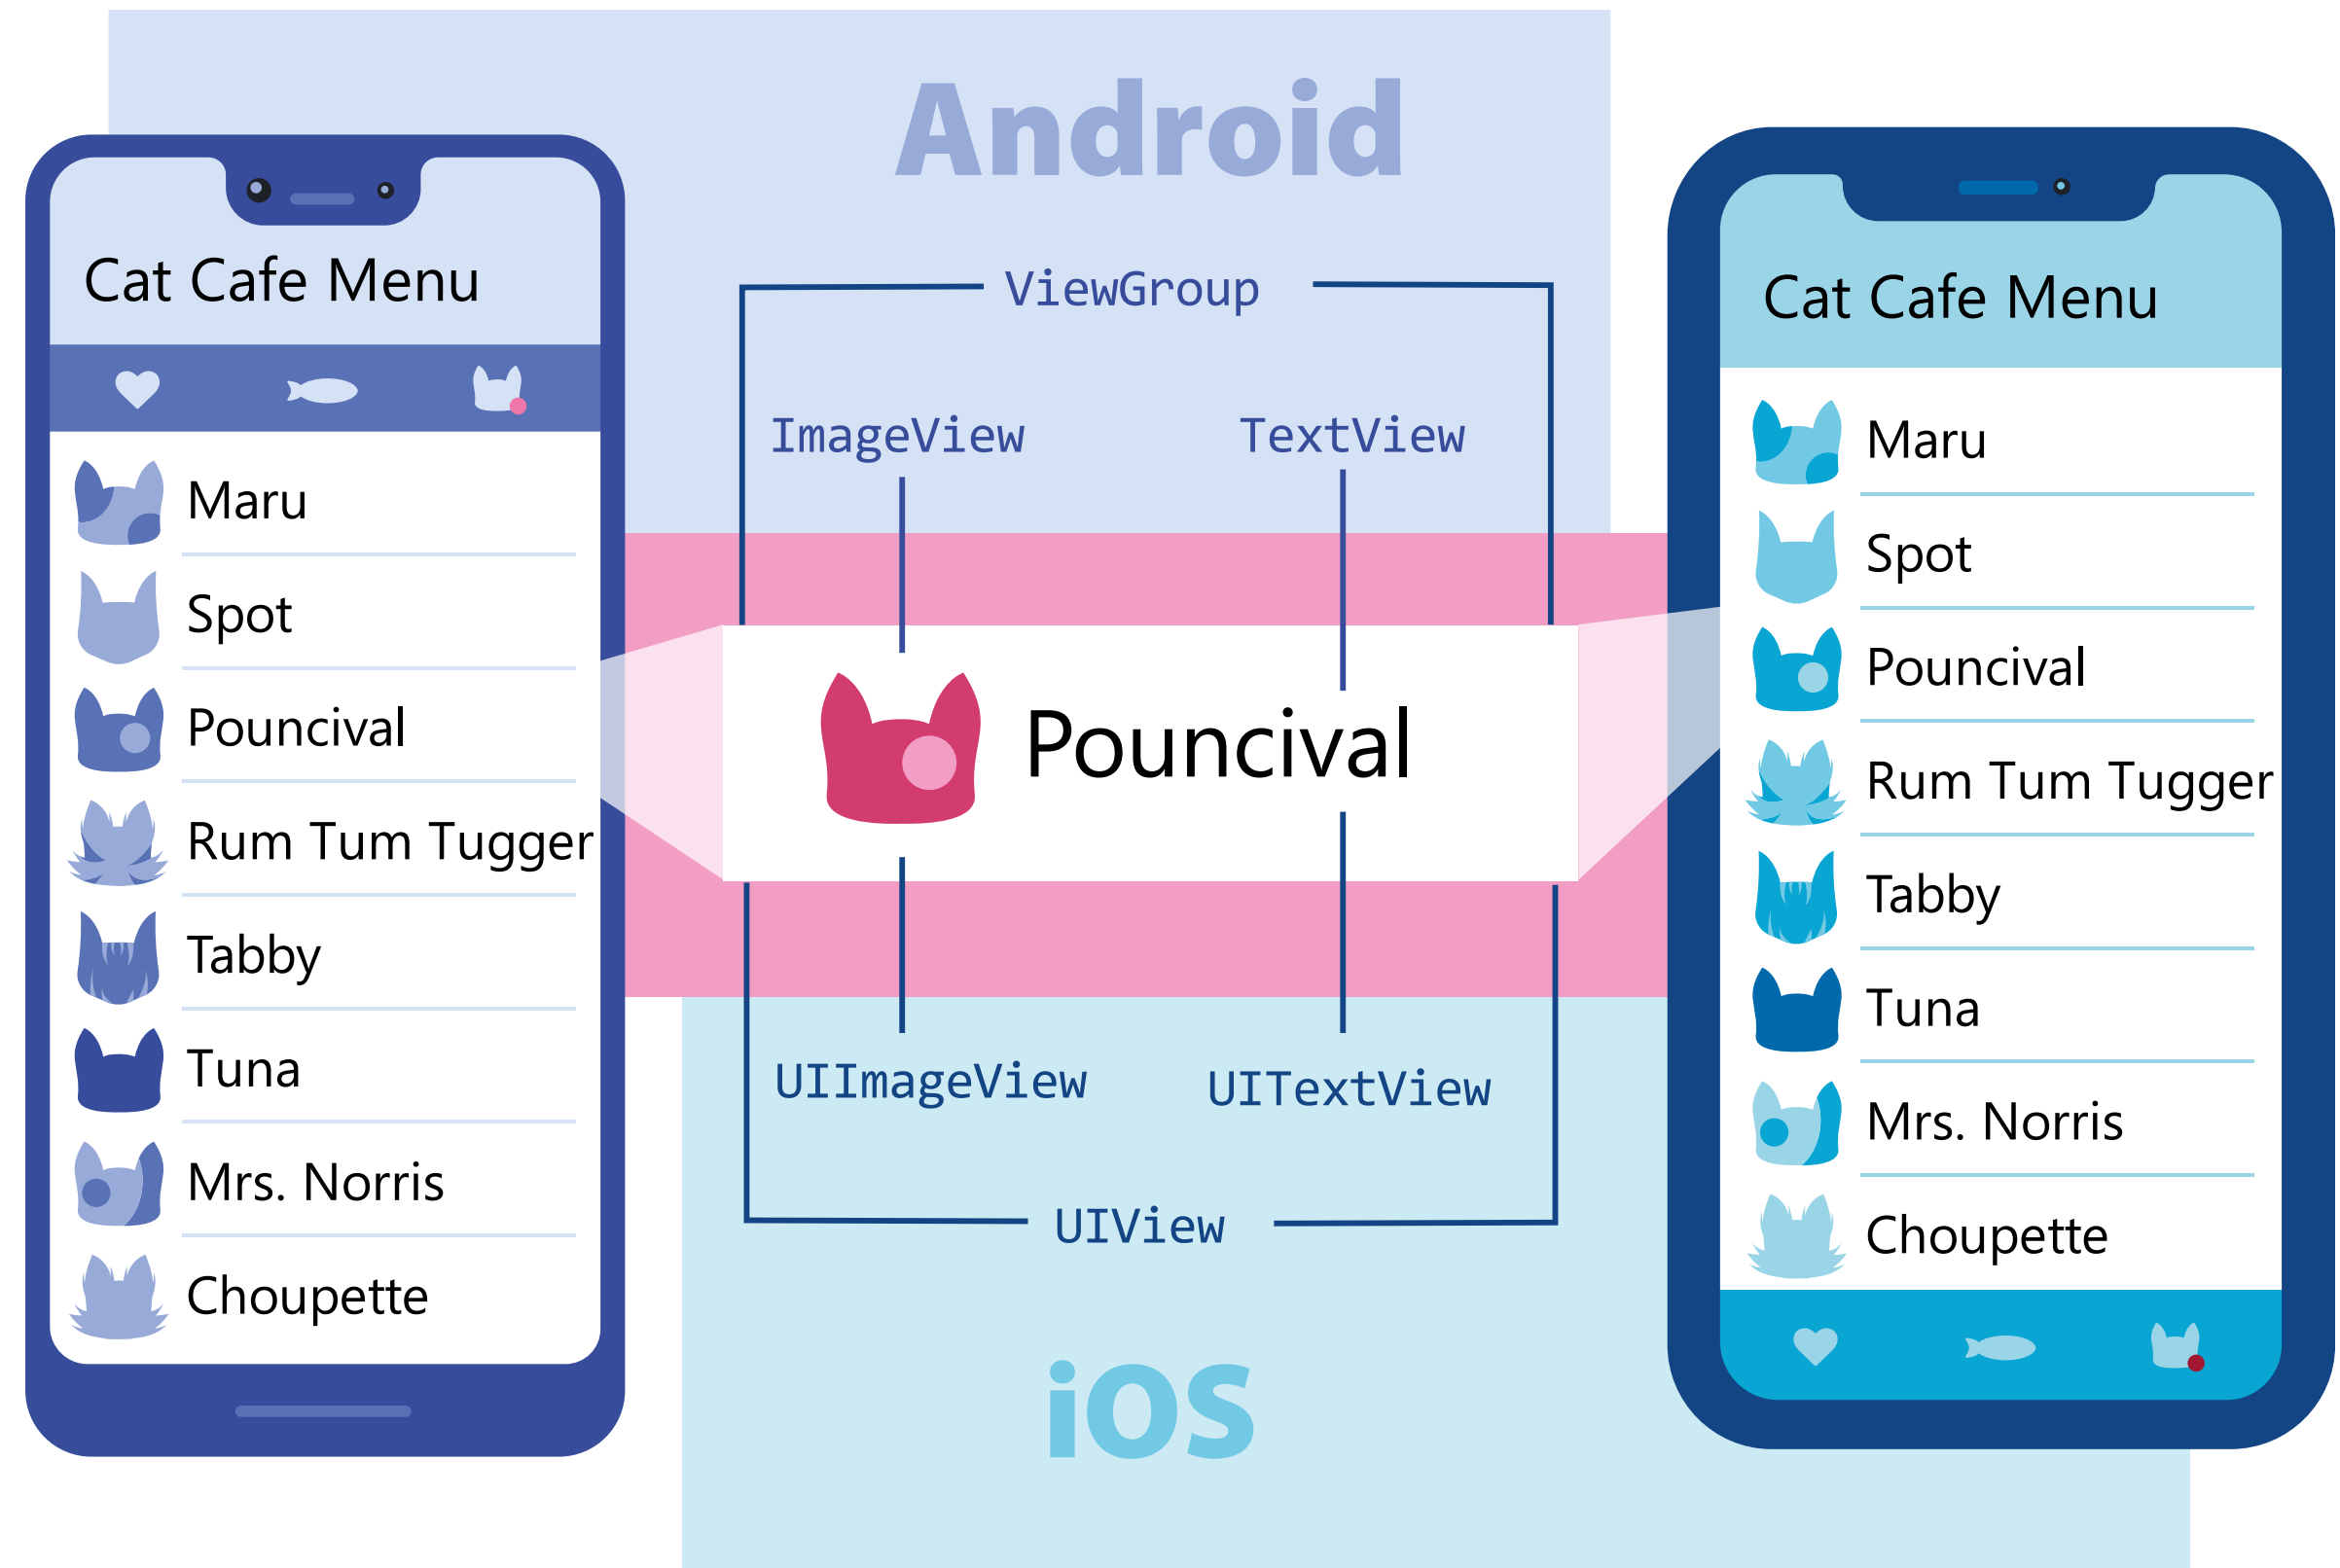 Android
Cat Cafe Menu
Maru
Spot
Pouncival
Rum Tum Tugger
Tabby
Tuna
Mrs. Norris
Choupette
ViewGroup
ImageView
TextView
Pouncival
UIImageView
UITextView
UIView
iOS
Cat Cafe Menu
Maru
Spot
Pouncival
Rum Tum Tugger
Tabby
Tuna
Mrs. Norris
Choupette